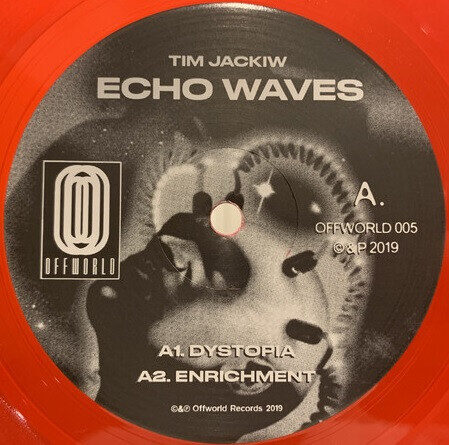 TIM JACKIW
ECHO WAVES
OFFWORLD
A.
OFFWORLD 005
©&P 2019
A1. DYSTOPIA
A2. ENRICHMENT
©&℗ Offworld Records 2019